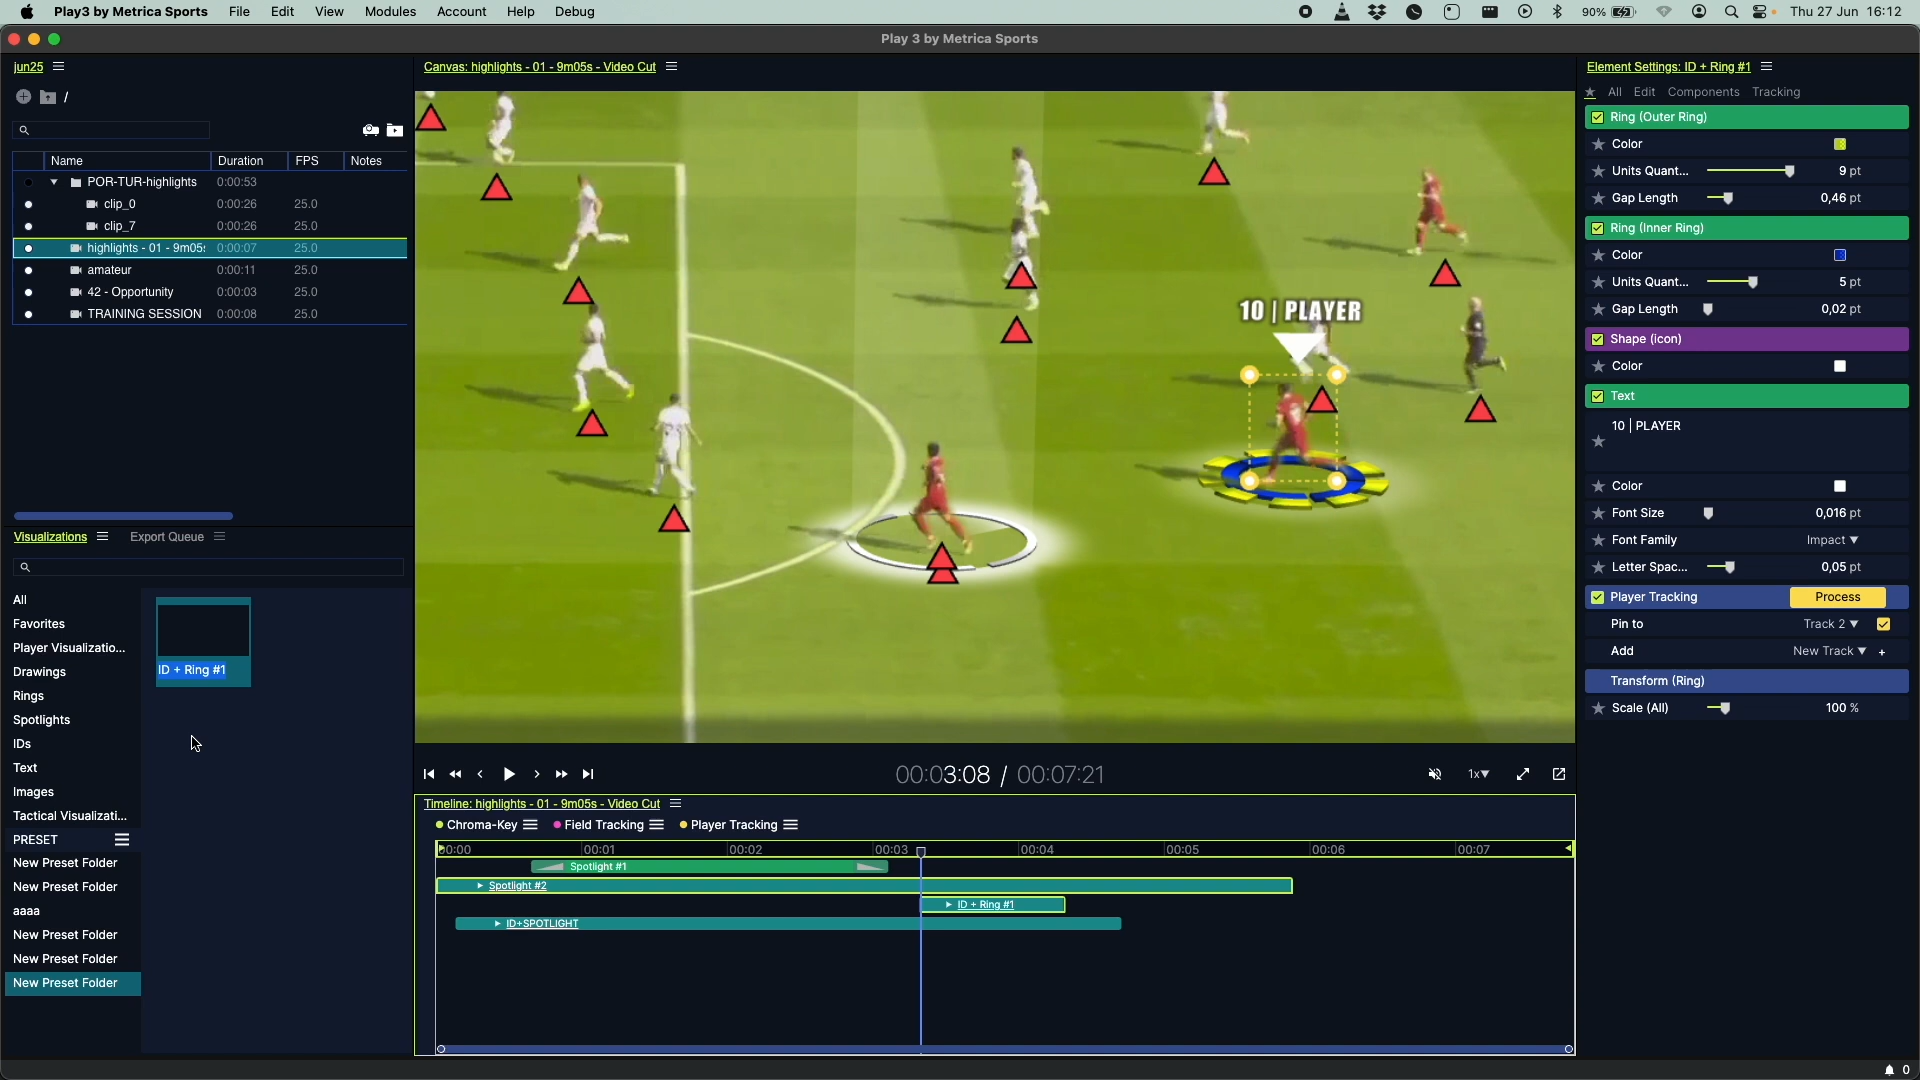 Play3 by Metrica Sports File Edit View Modules Account Help Debug 90% Thu 27 Jun 16:12
Play 3 by Metrica Sports
jun25
/
Name Duration FPS Notes
POR-TUR-highlights 0:00:53
clip_0 0:00:26 25.0
clip_7 0:00:26 25.0
highlights - 01 - 9m05s 0:00:07 25.0
amateur 0:00:11 25.0
42 - Opportunity 0:00:03 25.0
TRAINING SESSION 0:00:08 25.0
Visualizations Export Queue
All
Favorites
Player Visualizatio...
Drawings
Rings
Spotlights
IDs
Text
Images
Tactical Visualizati...
PRESET
New Preset Folder
New Preset Folder
aaaa
New Preset Folder
New Preset Folder
New Preset Folder
ID + Ring #1
Canvas: highlights - 01 - 9m05s - Video Cut
10 | PLAYER
00:03:08 / 00:07:21
1x
Timeline: highlights - 01 - 9m05s - Video Cut
Chroma-Key Field Tracking Player Tracking
00:00 00:01 00:02 00:03 00:04 00:05 00:06 00:07
Spotlight #1
Spotlight #2
ID + Ring #1
ID+SPOTLIGHT
Element Settings: ID + Ring #1
All Edit Components Tracking
Ring (Outer Ring)
Color
Units Quant... 9 pt
Gap Length 0,46 pt
Ring (Inner Ring)
Color
Units Quant... 5 pt
Gap Length 0,02 pt
Shape (icon)
Color
Text
10 | PLAYER
Color
Font Size 0,016 pt
Font Family Impact
Letter Spac... 0,05 pt
Player Tracking Process
Pin to Track 2
Add New Track +
Transform (Ring)
Scale (All) 100 %
0